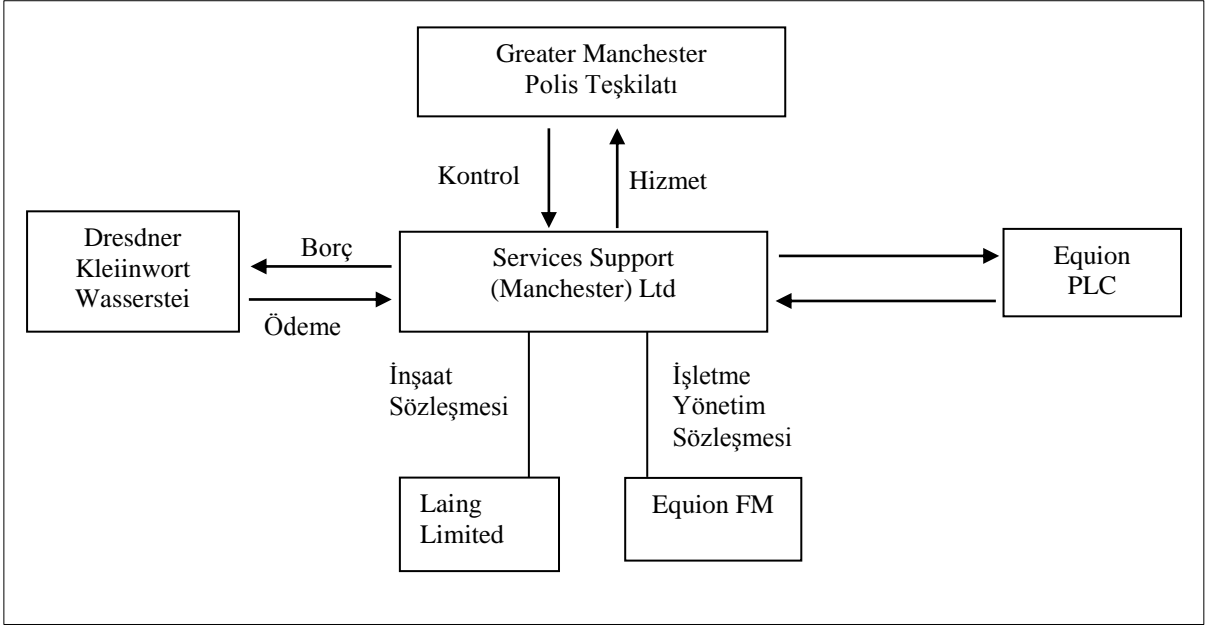 Greater Manchester
Polis Teşkilatı
Kontrol
Hizmet
Dresdner
Kleiinwort
Wasserstei
Borç
Ödeme
Services Support
(Manchester) Ltd
Equion
PLC
İnşaat
Sözleşmesi
İşletme
Yönetim
Sözleşmesi
Laing
Limited
Equion FM